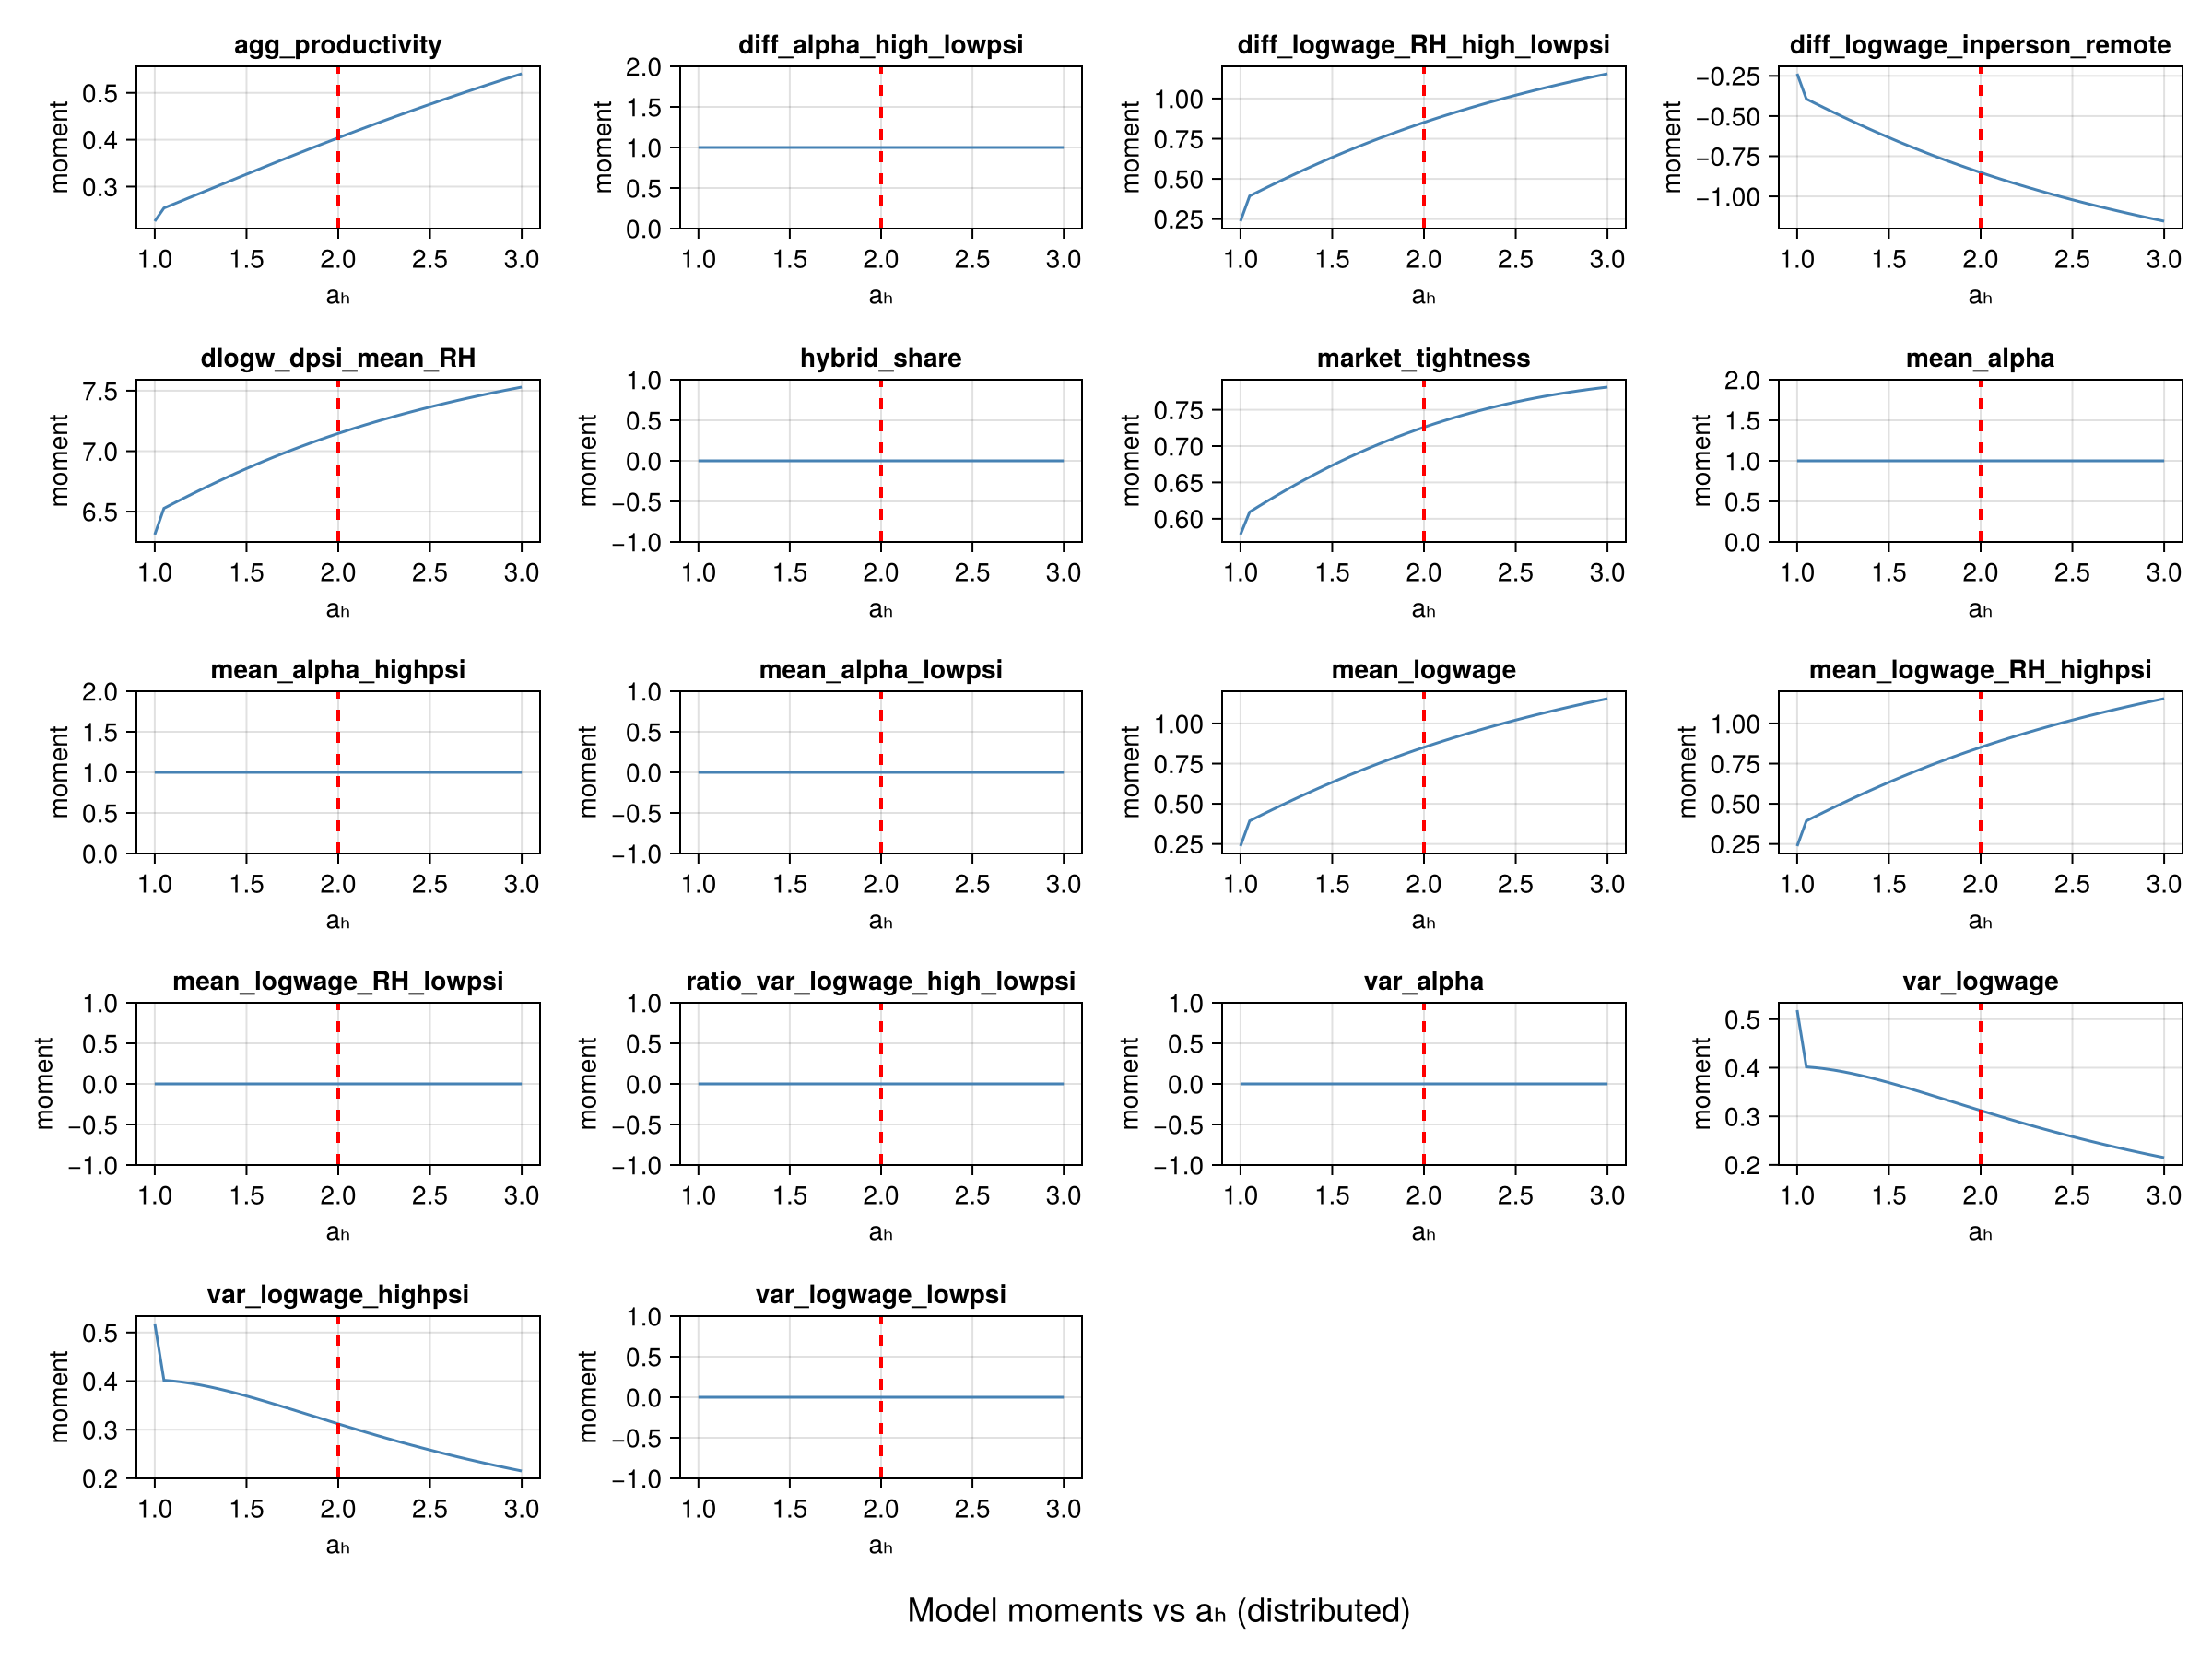 agg_productivity
moment
0.5
0.4
0.3
1.0 1.5 2.0 2.5 3.0
aₕ
diff_alpha_high_lowpsi
moment
2.0
1.5
1.0
0.5
0.0
1.0 1.5 2.0 2.5 3.0
aₕ
diff_logwage_RH_high_lowpsi
moment
1.00
0.75
0.50
0.25
1.0 1.5 2.0 2.5 3.0
aₕ
diff_logwage_inperson_remote
moment
−0.25
−0.50
−0.75
−1.00
1.0 1.5 2.0 2.5 3.0
aₕ
dlogw_dpsi_mean_RH
moment
7.5
7.0
6.5
1.0 1.5 2.0 2.5 3.0
aₕ
hybrid_share
moment
1.0
0.5
0.0
−0.5
−1.0
1.0 1.5 2.0 2.5 3.0
aₕ
market_tightness
moment
0.75
0.70
0.65
0.60
1.0 1.5 2.0 2.5 3.0
aₕ
mean_alpha
moment
2.0
1.5
1.0
0.5
0.0
1.0 1.5 2.0 2.5 3.0
aₕ
mean_alpha_highpsi
moment
2.0
1.5
1.0
0.5
0.0
1.0 1.5 2.0 2.5 3.0
aₕ
mean_alpha_lowpsi
moment
1.0
0.5
0.0
−0.5
−1.0
1.0 1.5 2.0 2.5 3.0
aₕ
mean_logwage
moment
1.00
0.75
0.50
0.25
1.0 1.5 2.0 2.5 3.0
aₕ
mean_logwage_RH_highpsi
moment
1.00
0.75
0.50
0.25
1.0 1.5 2.0 2.5 3.0
aₕ
mean_logwage_RH_lowpsi
moment
1.0
0.5
0.0
−0.5
−1.0
1.0 1.5 2.0 2.5 3.0
aₕ
ratio_var_logwage_high_lowpsi
moment
1.0
0.5
0.0
−0.5
−1.0
1.0 1.5 2.0 2.5 3.0
aₕ
var_alpha
moment
1.0
0.5
0.0
−0.5
−1.0
1.0 1.5 2.0 2.5 3.0
aₕ
var_logwage
moment
0.5
0.4
0.3
0.2
1.0 1.5 2.0 2.5 3.0
aₕ
var_logwage_highpsi
moment
0.5
0.4
0.3
0.2
1.0 1.5 2.0 2.5 3.0
aₕ
var_logwage_lowpsi
moment
1.0
0.5
0.0
−0.5
−1.0
1.0 1.5 2.0 2.5 3.0
aₕ
Model moments vs aₕ (distributed)